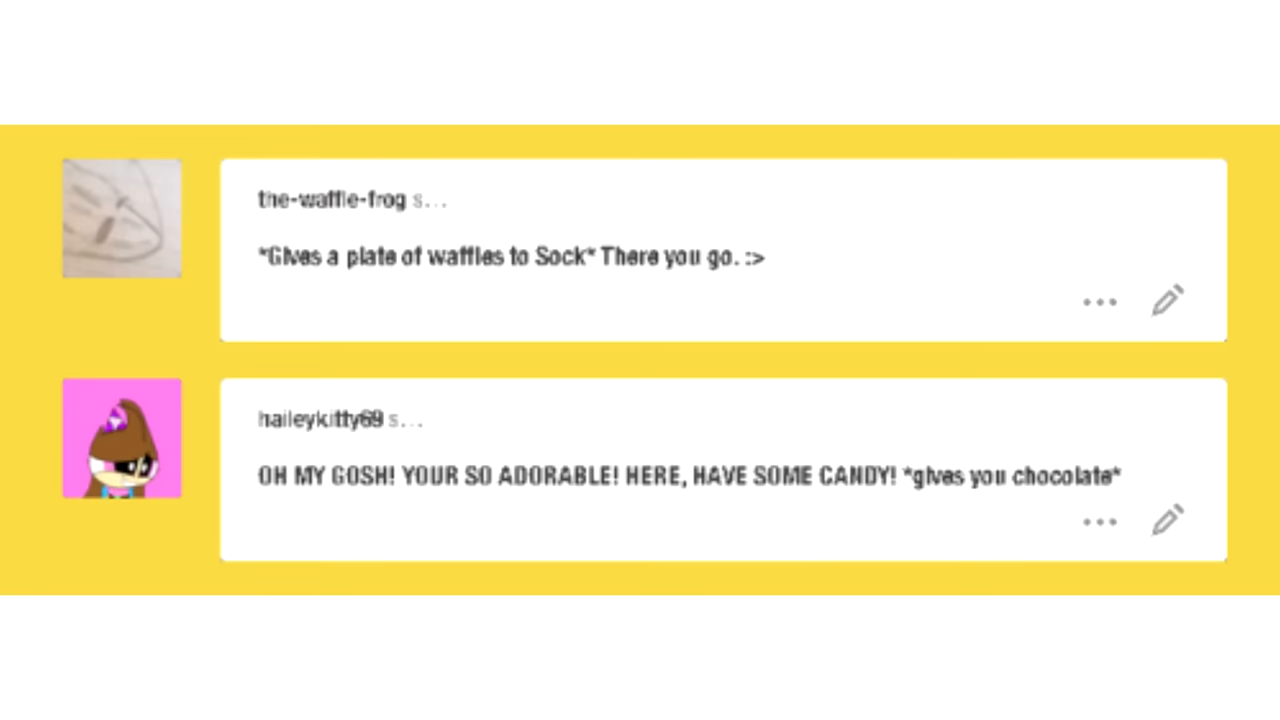 the-waffle-frog s...
*Gives a plate of waffles to Sock* There you go. :>
haileykitty69 s...
OH MY GOSH! YOUR SO ADORABLE! HERE, HAVE SOME CANDY! *gives you chocolate*